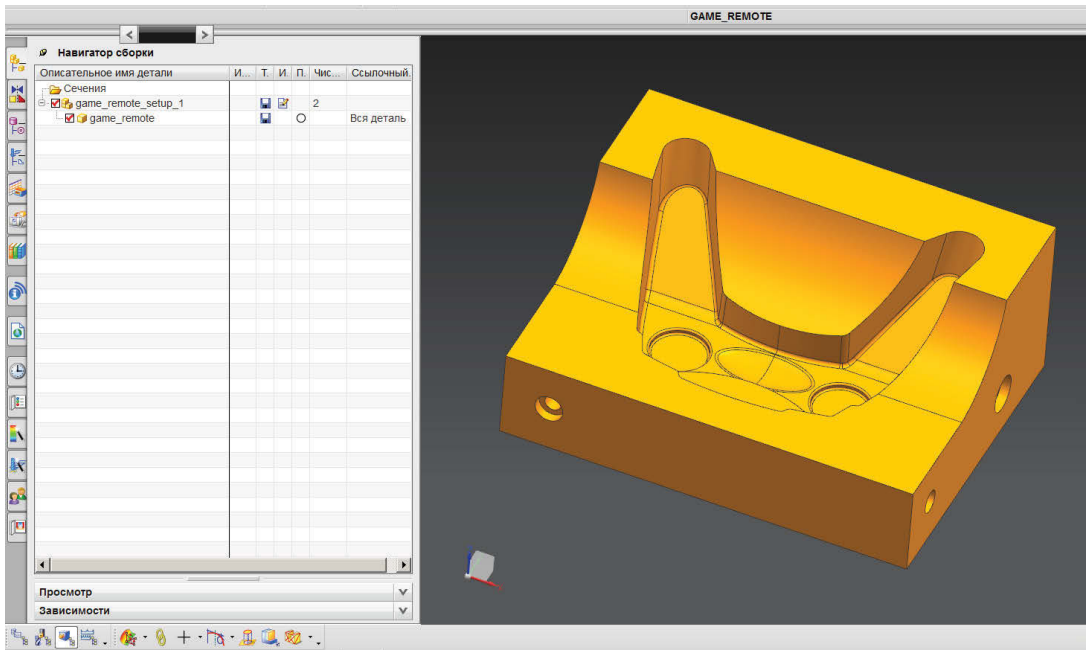 GAME_REMOTE
Навигатор сборки
Описательное имя детали И... Т. И. П. Чис... Ссылочный.
Сечения
game_remote_setup_1 2
game_remote Вся деталь
Просмотр
Зависимости